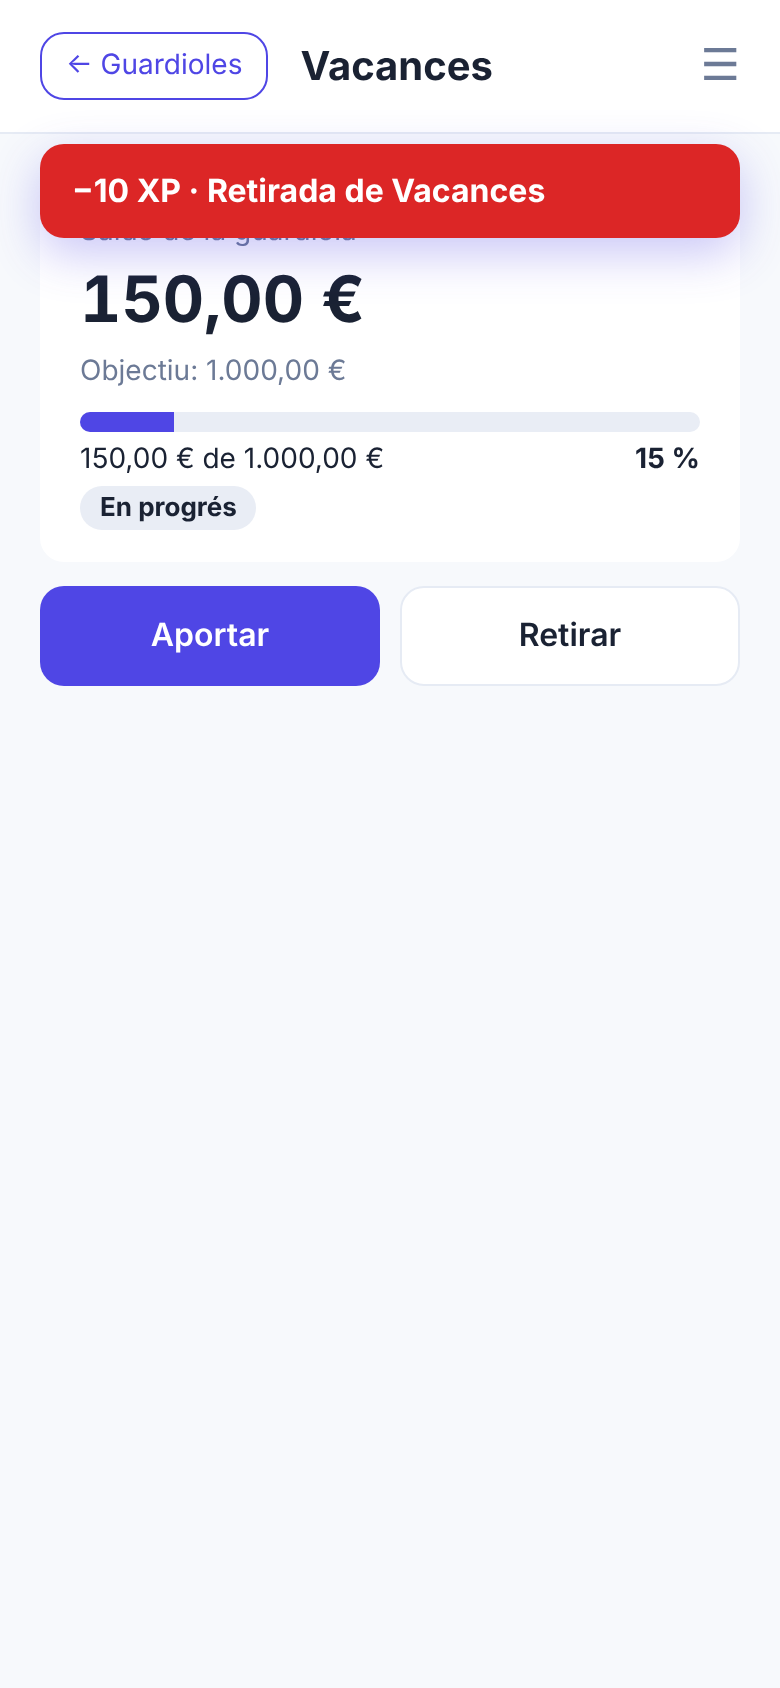 ← Guardioles
Vacances
−10 XP · Retirada de Vacances
150,00 €
Objectiu: 1.000,00 €
150,00 € de 1.000,00 €
15 %
En progrés
Aportar
Retirar